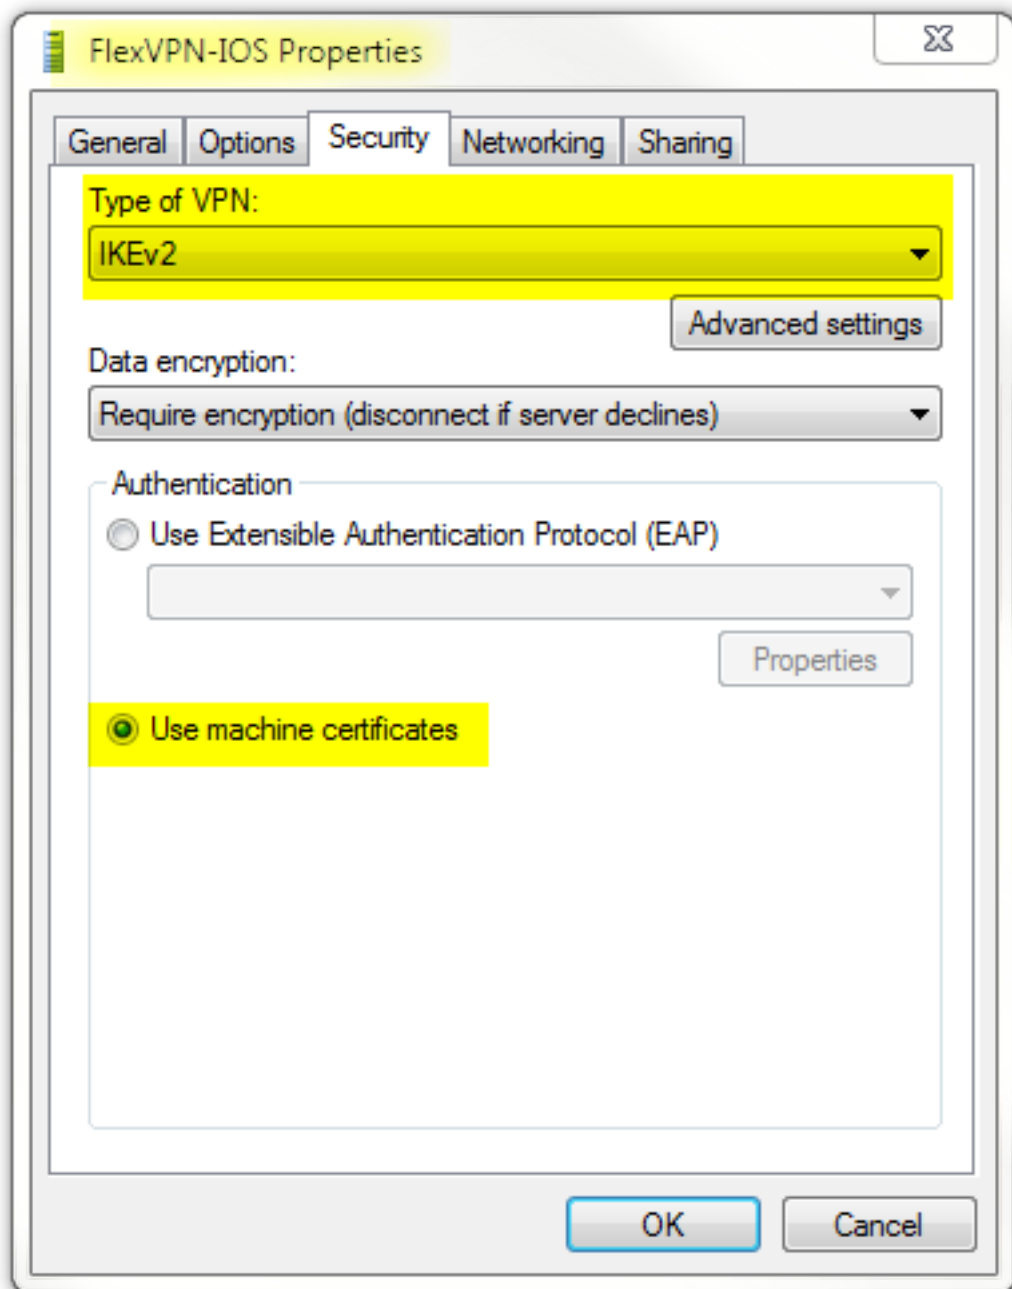 FlexVPN-IOS Properties
General Options Security Networking Sharing
Type of VPN:
IKEv2
Advanced settings
Data encryption:
Require encryption (disconnect if server declines)
Authentication
Use Extensible Authentication Protocol (EAP)
Properties
Use machine certificates
OK Cancel